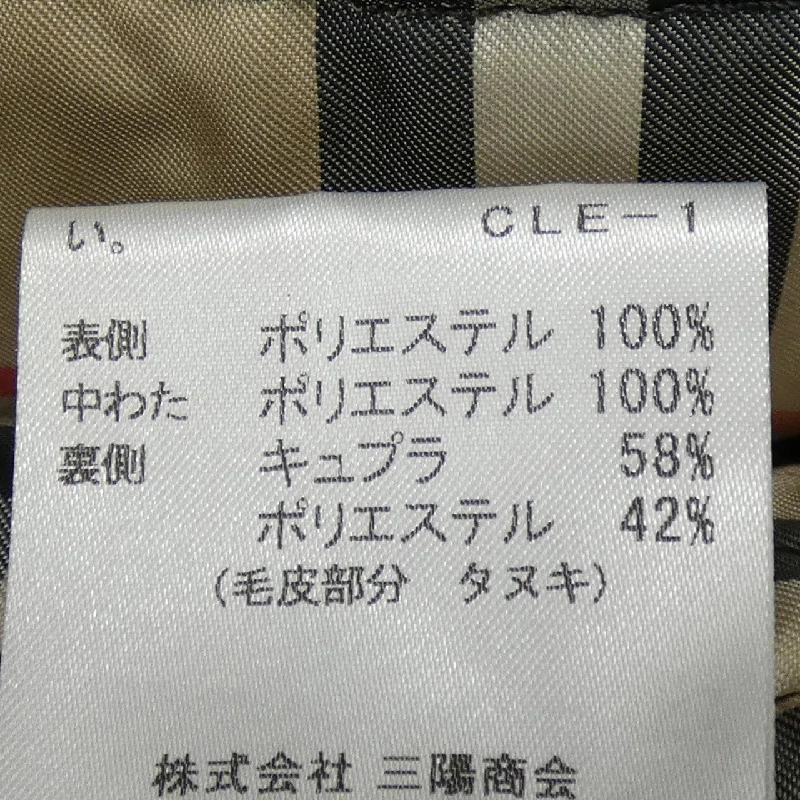 い。 CLE-1
表側 ポリエステル 100%
中わた ポリエステル 100%
裏側 キュプラ 58%
ポリエステル 42%
(毛皮部分 タヌキ)
株式会社 三陽商会